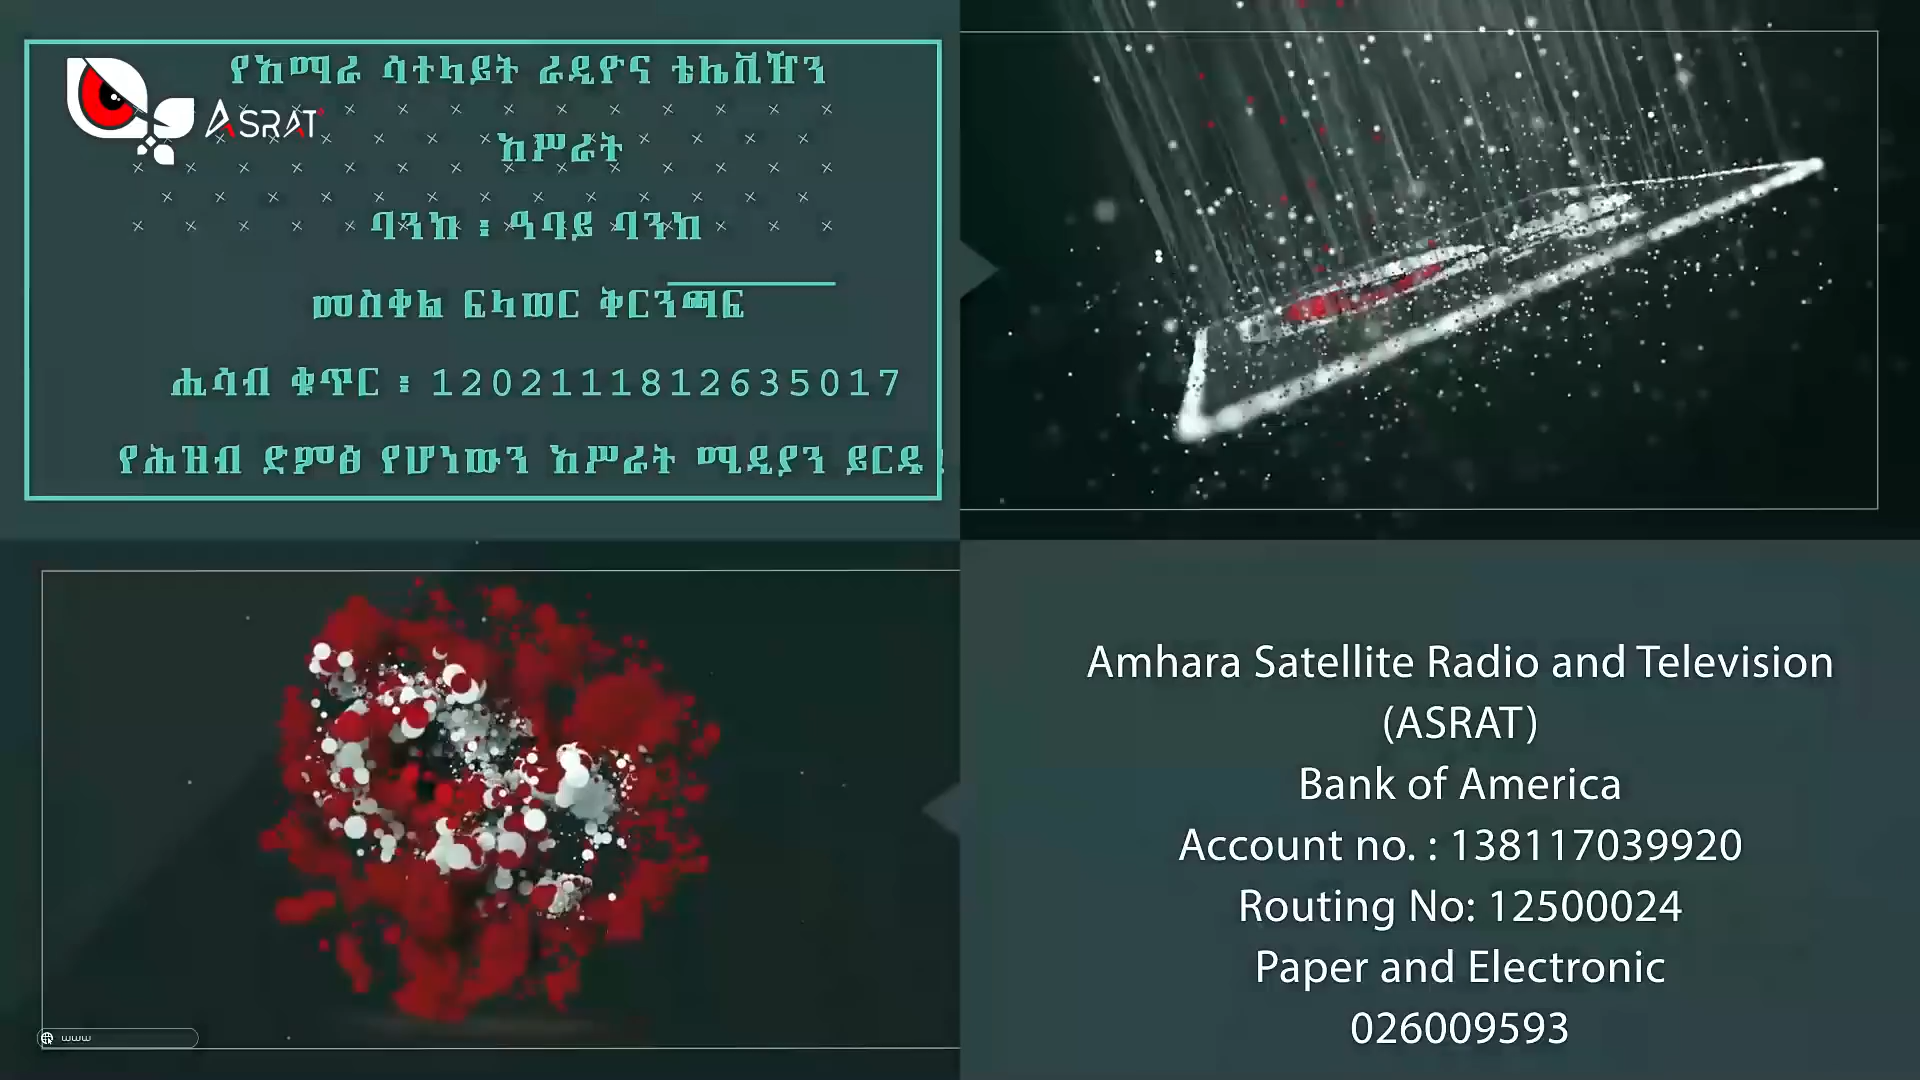 የአማራ ሳተላይት ራዲዮና ቴሌቪዥን
ASRAT
አሥራት
ባንክ ፡ ዓባይ ባንክ
መስቀል ፍላወር ቅርንጫፍ
ሒሳብ ቁጥር ፡ 1202111812635017
የሕዝብ ድምፅ የሆነውን አሥራት ሚዲያን ይርዱ !
www
Amhara Satellite Radio and Television
(ASRAT)
Bank of America
Account no. : 138117039920
Routing No: 12500024
Paper and Electronic
026009593